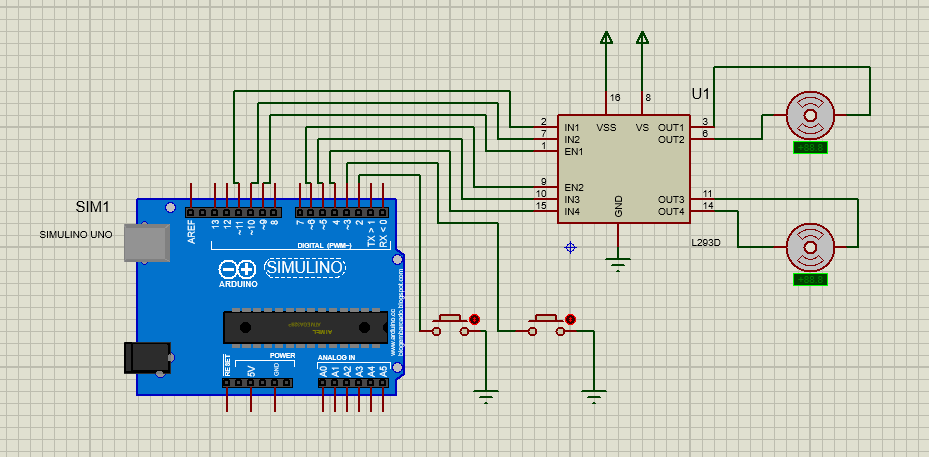 16
8
U1
2
IN1
VSS
VS
OUT1
3
7
IN2
OUT2
6
1
EN1
+88.8
9
EN2
10
IN3
OUT3
11
15
IN4
GND
OUT4
14
L293D
+88.8
SIM1
SIMULINO UNO
AREF
13
12
~11
~10
~9
8
7
~6
~5
4
~3
2
TX > 1
RX < 0
DIGITAL (PWM~)
SIMULINO
ARDUINO
www.arduino.cc
blogembarcado.blogspot.com
ATMEL
RESET
5V
GND
POWER
ANALOG IN
A0
A1
A2
A3
A4
A5